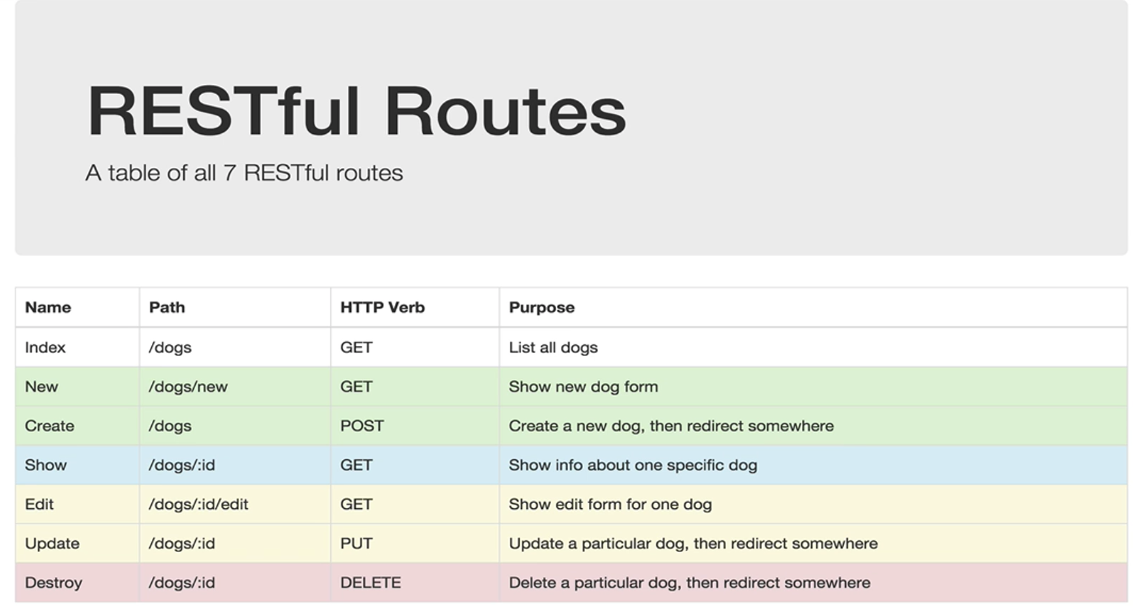 RESTful Routes
A table of all 7 RESTful routes
Name Path HTTP Verb Purpose
Index /dogs GET List all dogs
New /dogs/new GET Show new dog form
Create /dogs POST Create a new dog, then redirect somewhere
Show /dogs/:id GET Show info about one specific dog
Edit /dogs/:id/edit GET Show edit form for one dog
Update /dogs/:id PUT Update a particular dog, then redirect somewhere
Destroy /dogs/:id DELETE Delete a particular dog, then redirect somewhere